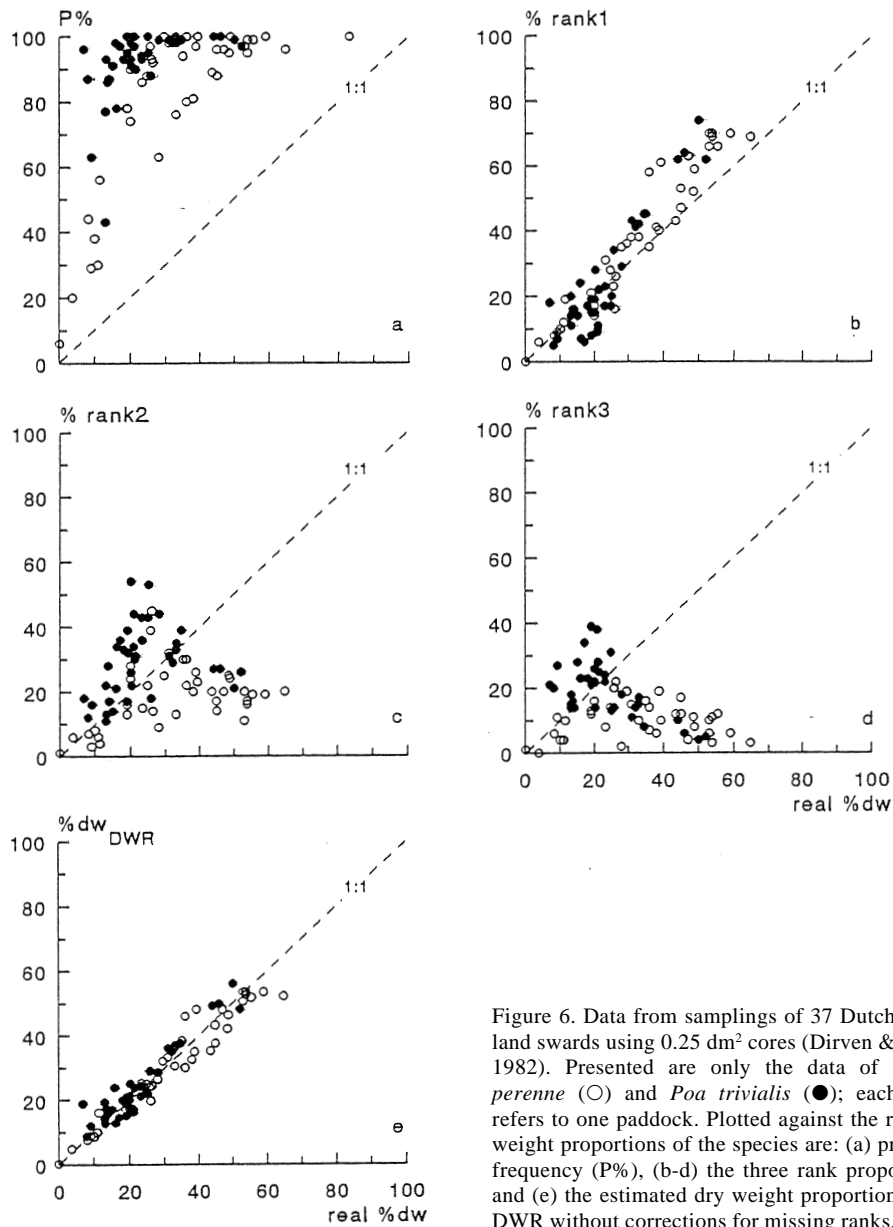 P%
100
80
60
40
20
0
1:1
a
% rank1
100
80
60
40
20
0
1:1
b
% rank2
100
80
60
40
20
0
1:1
c
% rank3
100
80
60
40
20
0
1:1
d
0 20 40 60 80 100
real %dw
%dw DWR
100
80
60
40
20
0
1:1
e
0 20 40 60 80 100
real %dw
Figure 6. Data from samplings of 37 Dutch
land swards using 0.25 dm² cores (Dirven &
1982). Presented are only the data of
perenne (○) and Poa trivialis (●); each
refers to one paddock. Plotted against the r
weight proportions of the species are: (a) pr
frequency (P%), (b-d) the three rank propo
and (e) the estimated dry weight proportion
DWR without corrections for missing ranks.